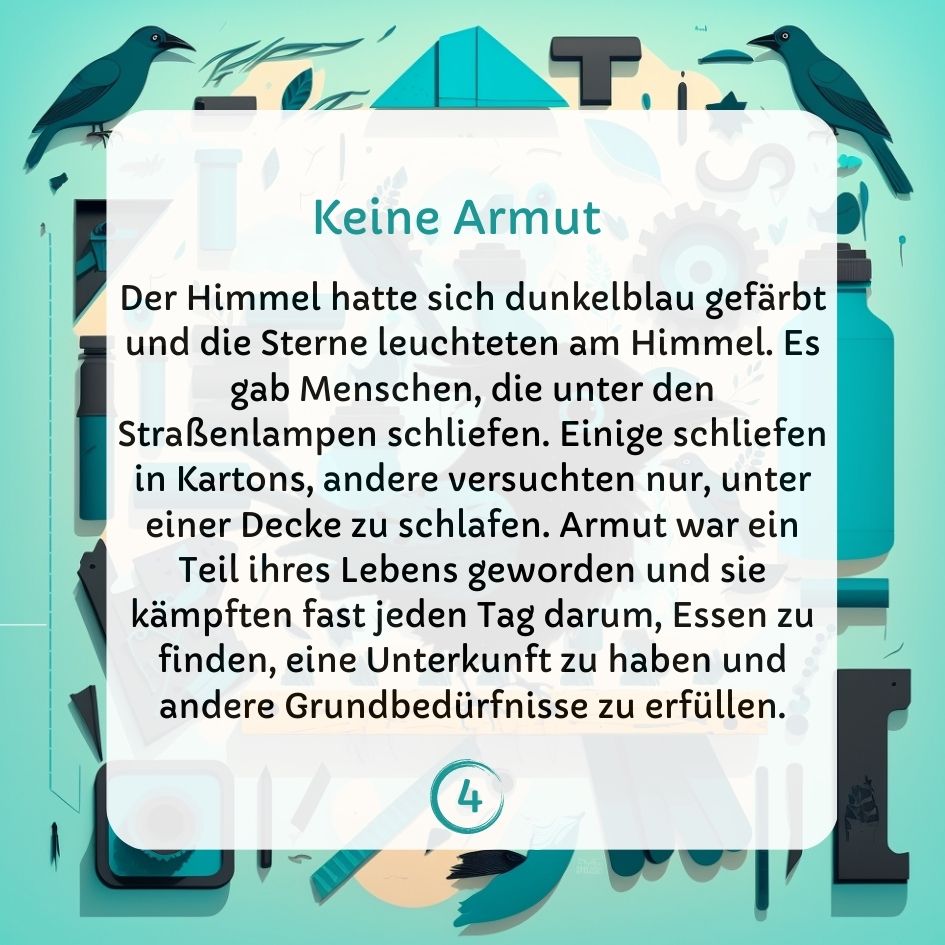 Keine Armut
Der Himmel hatte sich dunkelblau gefärbt
und die Sterne leuchteten am Himmel. Es
gab Menschen, die unter den
Straßenlampen schliefen. Einige schliefen
in Kartons, andere versuchten nur, unter
einer Decke zu schlafen. Armut war ein
Teil ihres Lebens geworden und sie
kämpften fast jeden Tag darum, Essen zu
finden, eine Unterkunft zu haben und
andere Grundbedürfnisse zu erfüllen.
4